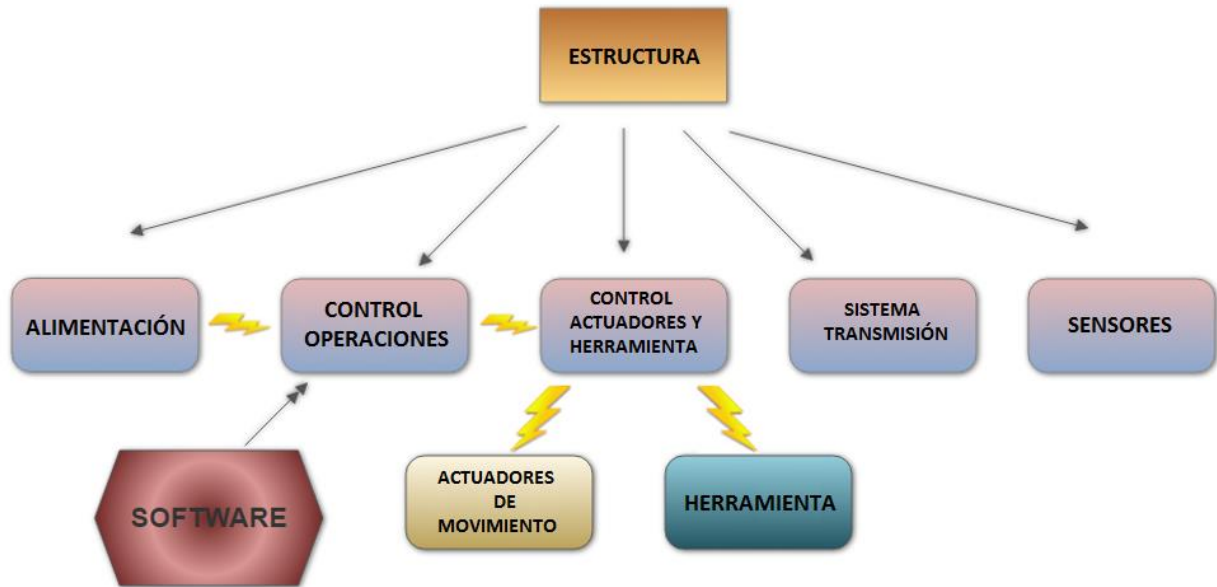 ESTRUCTURA
ALIMENTACIÓN
CONTROL
OPERACIONES
CONTROL
ACTUADORES Y
HERRAMIENTA
SISTEMA
TRANSMISIÓN
SENSORES
SOFTWARE
ACTUADORES
DE
MOVIMIENTO
HERRAMIENTA